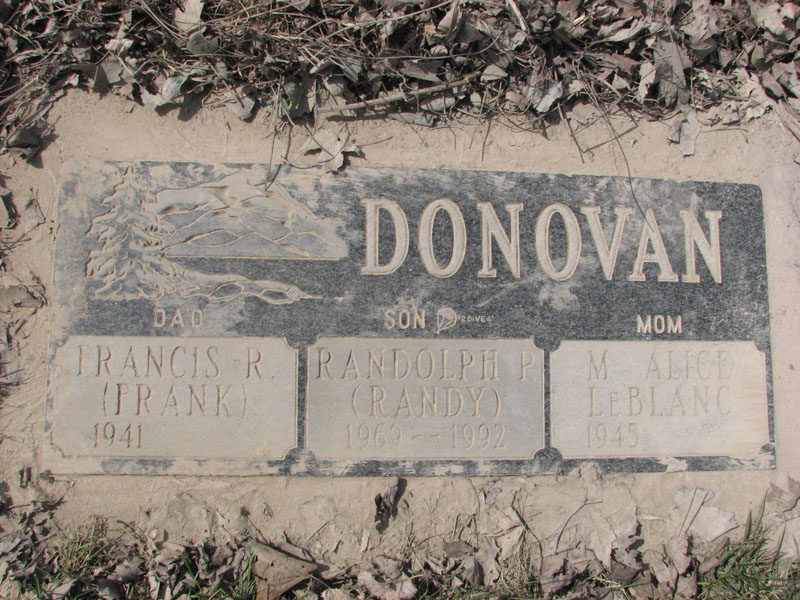 DONOVAN
DAD
SON
MOM
FRANCIS R.
(FRANK)
1941
RANDOLPH P.
(RANDY)
1969 — 1992
M. ALICE
LEBLANC
1945